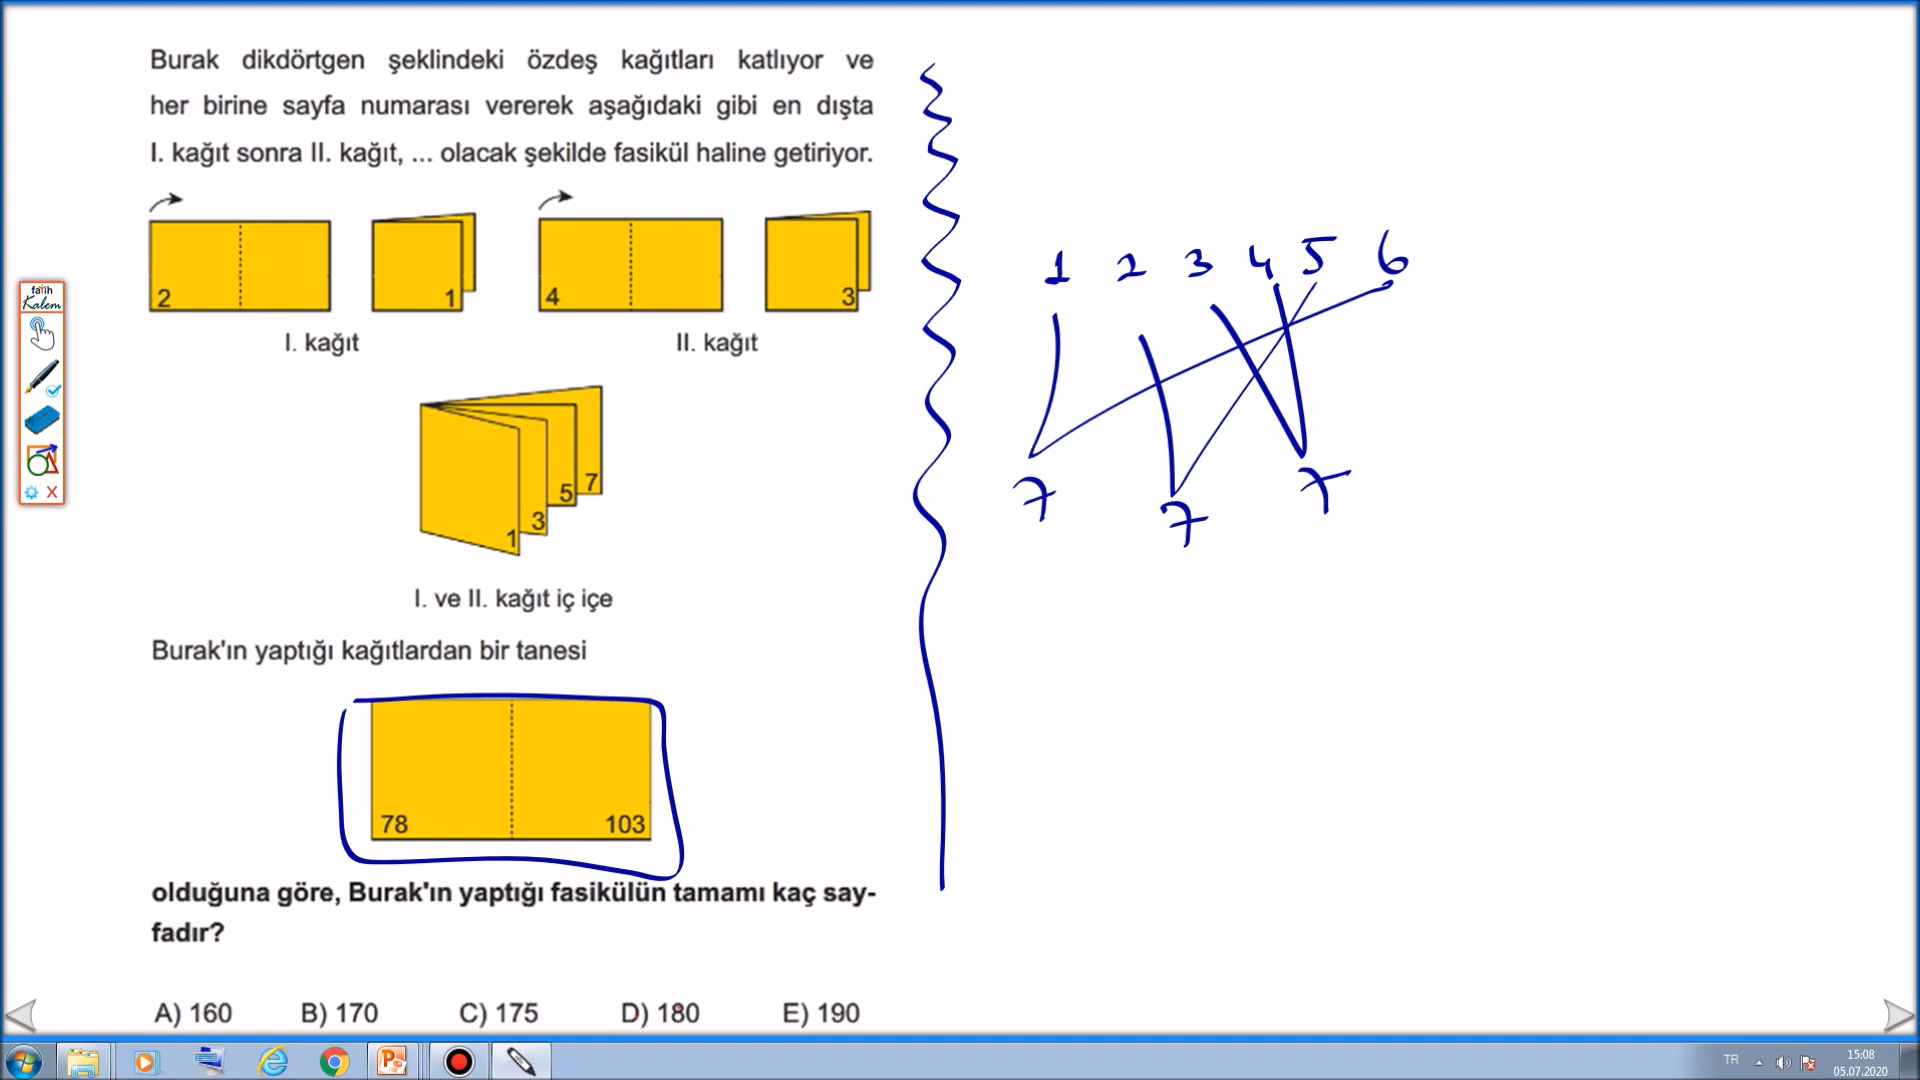 Burak dikdörtgen şeklindeki özdeş kağıtları katlıyor ve
her birine sayfa numarası vererek aşağıdaki gibi en dışta
I. kağıt sonra II. kağıt, ... olacak şekilde fasikül haline getiriyor.
2
1
4
3
I. kağıt
II. kağıt
1
3
5
7
I. ve II. kağıt iç içe
Burak'ın yaptığı kağıtlardan bir tanesi
78
103
olduğuna göre, Burak'ın yaptığı fasikülün tamamı kaç say-
fadır?
A) 160 B) 170 C) 175 D) 180 E) 190
1 2 3 4 5 6
7 7 7
fatih
Kalem
X
TR
15:08
05.07.2020